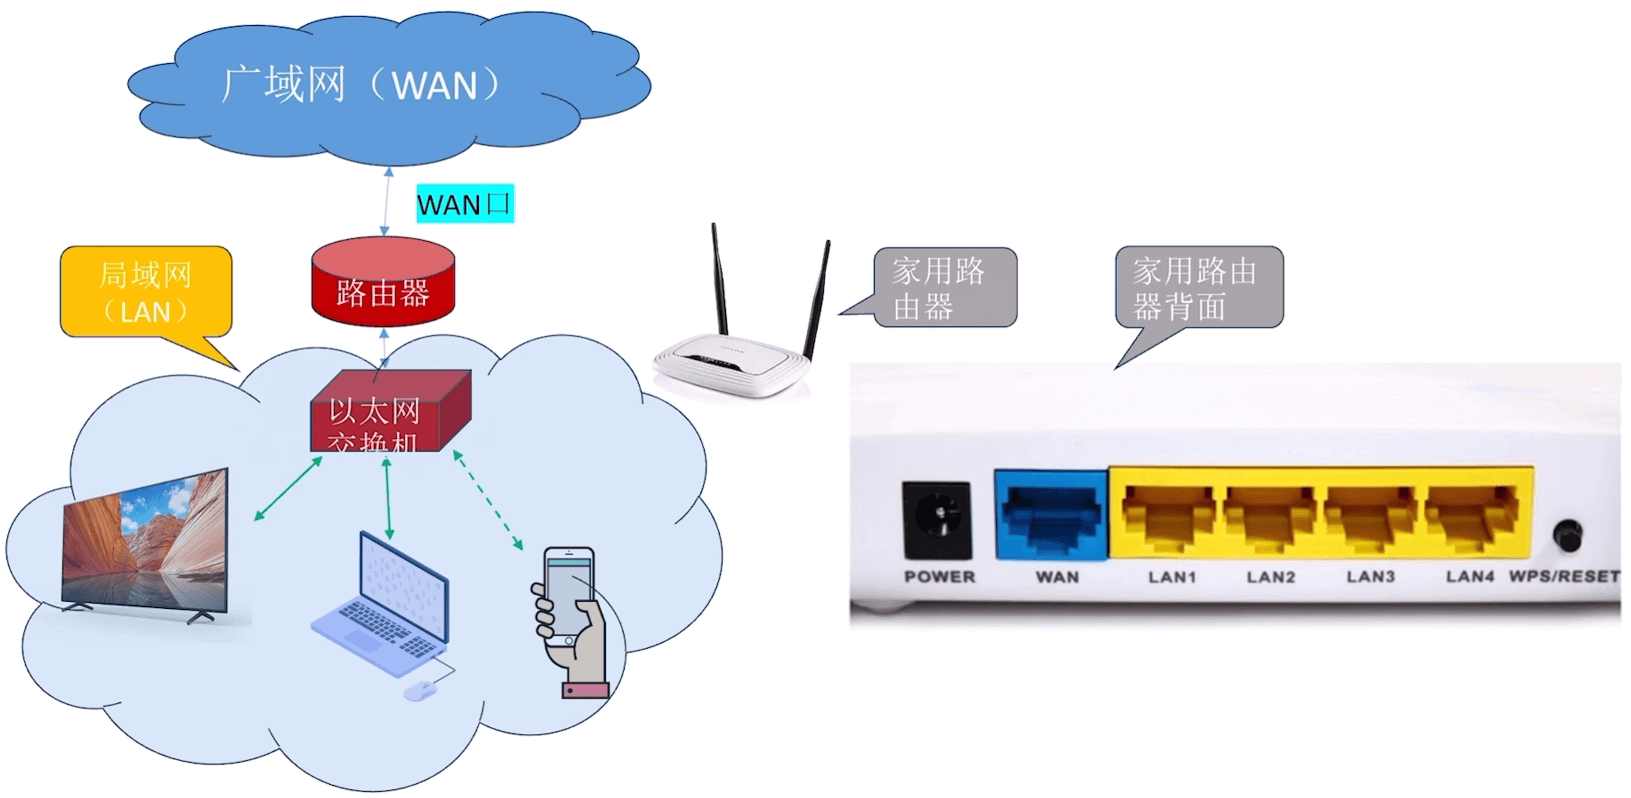 广域网（WAN）
WAN口
局域网
（LAN）
路由器
以太网
交换机
家用路
由器
家用路由
器背面
POWER
WAN
LAN1
LAN2
LAN3
LAN4
WPS/RESET